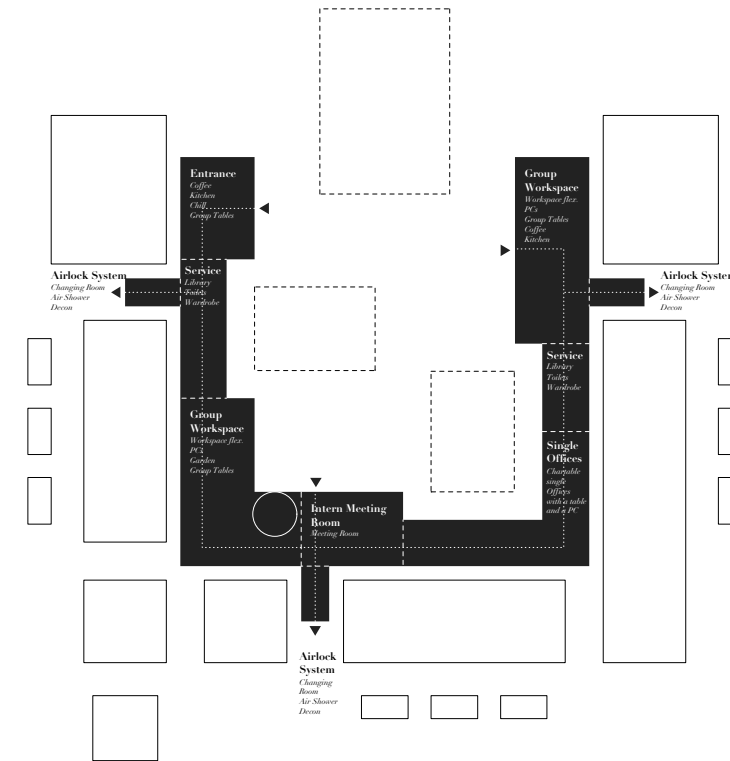 Entrance
Coffee
Kitchen
Chill
Group Tables
Group
Workspace
Workspace flex.
PCs
Group Tables
Coffee
Kitchen
Airlock System
Changing Room
Air Shower
Decon
Service
Library
Toilets
Wardrobe
Airlock System
Changing Room
Air Shower
Decon
Service
Library
Toilets
Wardrobe
Group
Workspace
Workspace flex.
PCs
Garden
Group Tables
Single
Offices
Chartable
single
Offices
with a table
and a PC
Intern Meeting
Room
Meeting Room
Airlock
System
Changing
Room
Air Shower
Decon